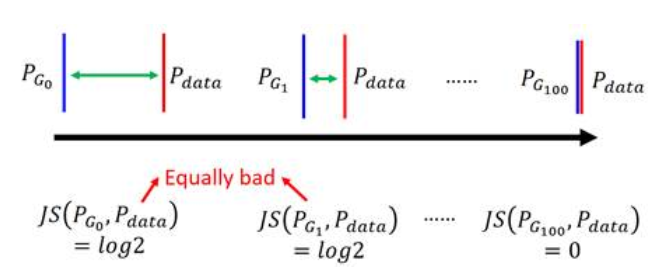 P_{G_0} P_{data} P_{G_1} P_{data} ...... P_{G_{100}} P_{data}
Equally bad
JS(P_{G_0}, P_{data}) JS(P_{G_1}, P_{data}) ...... JS(P_{G_{100}}, P_{data})
= log2 = log2 = 0